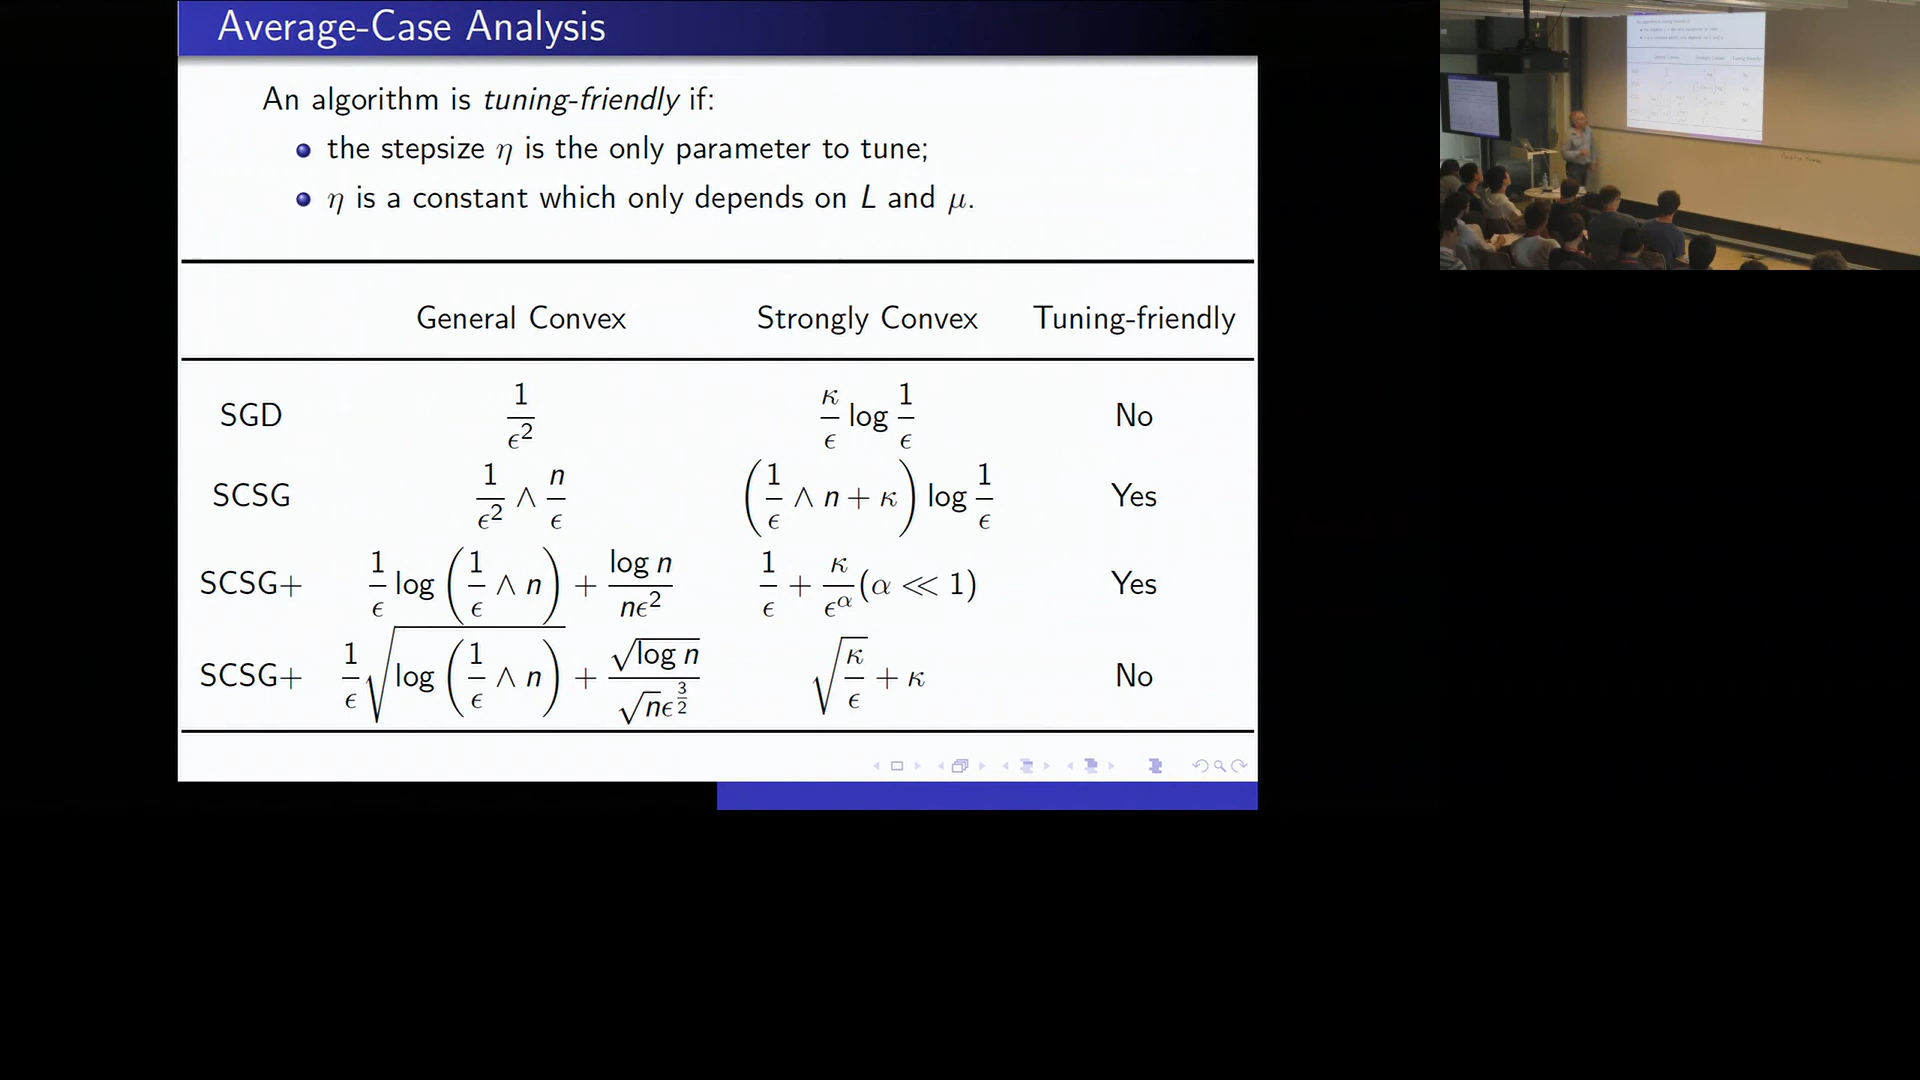 Average-Case Analysis
An algorithm is tuning-friendly if:
the stepsize η is the only parameter to tune;
η is a constant which only depends on L and μ.
General Convex Strongly Convex Tuning-friendly
SGD 1/ϵ² κ/ϵ log 1/ϵ No
SCSG 1/ϵ² ∧ n/ϵ (1/ϵ ∧ n + κ) log 1/ϵ Yes
SCSG+ 1/ϵ log (1/ϵ ∧ n) + log n/nϵ² 1/ϵ + κ/ϵ^α (α ≪ 1) Yes
SCSG+ 1/ϵ √log (1/ϵ ∧ n) + √log n/√nϵ^(3/2) √(κ/ϵ) + κ No